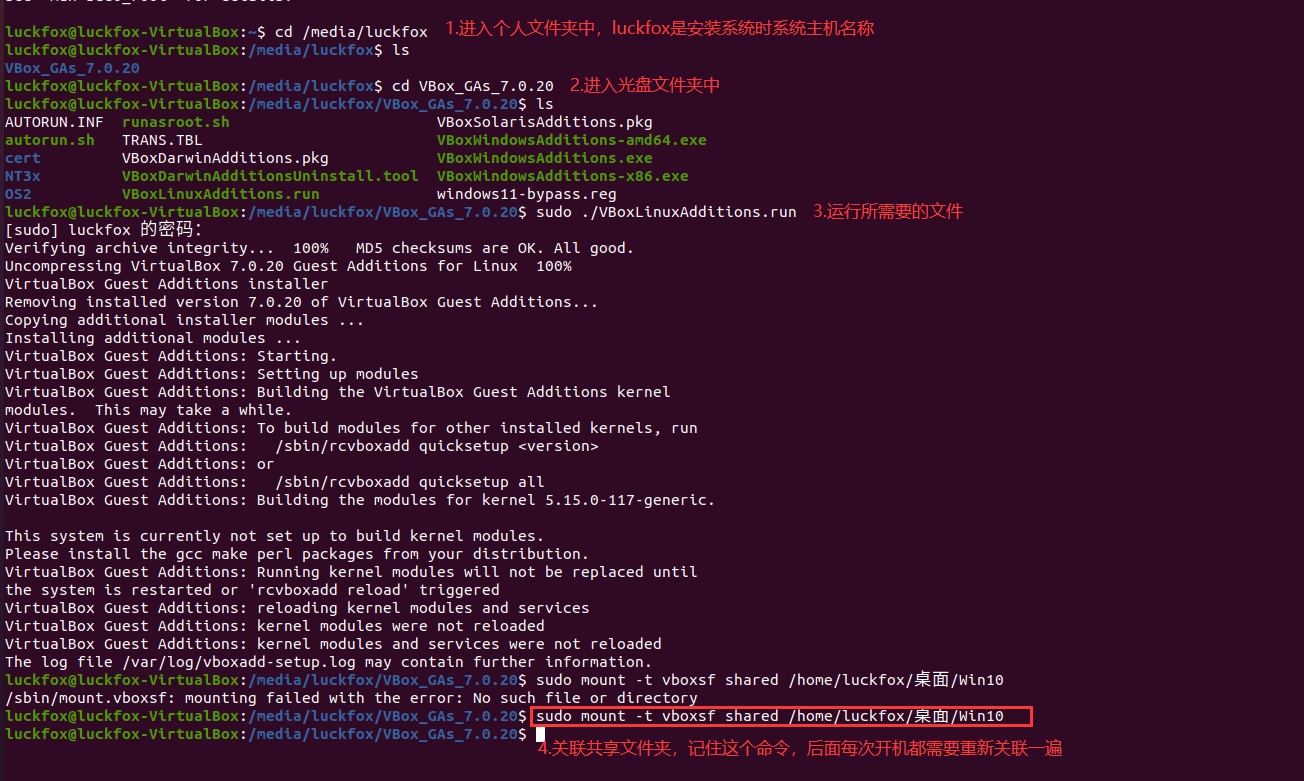 luckfox@luckfox-VirtualBox:~$ cd /media/luckfox 1.进入个人文件夹中，luckfox是安装系统时系统主机名称
luckfox@luckfox-VirtualBox:/media/luckfox$ ls
VBox_GAs_7.0.20
luckfox@luckfox-VirtualBox:/media/luckfox$ cd VBox_GAs_7.0.20 2.进入光盘文件夹中
luckfox@luckfox-VirtualBox:/media/luckfox/VBox_GAs_7.0.20$ ls
AUTORUN.INF runasroot.sh VBoxSolarisAdditions.pkg
autorun.sh TRANS.TBL VBoxWindowsAdditions-amd64.exe
cert VBoxDarwinAdditions.pkg VBoxWindowsAdditions.exe
NT3x VBoxDarwinAdditionsUninstall.tool VBoxWindowsAdditions-x86.exe
OS2 VBoxLinuxAdditions.run windows11-bypass.reg
luckfox@luckfox-VirtualBox:/media/luckfox/VBox_GAs_7.0.20$ sudo ./VBoxLinuxAdditions.run 3.运行所需要的文件
[sudo] luckfox 的密码：
Verifying archive integrity... 100% MD5 checksums are OK. All good.
Uncompressing VirtualBox 7.0.20 Guest Additions for Linux 100%
VirtualBox Guest Additions installer
Removing installed version 7.0.20 of VirtualBox Guest Additions...
Copying additional installer modules ...
Installing additional modules ...
VirtualBox Guest Additions: Starting.
VirtualBox Guest Additions: Setting up modules
VirtualBox Guest Additions: Building the VirtualBox Guest Additions kernel
modules. This may take a while.
VirtualBox Guest Additions: To build modules for other installed kernels, run
VirtualBox Guest Additions: /sbin/rcvboxadd quicksetup <version>
VirtualBox Guest Additions: or
VirtualBox Guest Additions: /sbin/rcvboxadd quicksetup all
VirtualBox Guest Additions: Building the modules for kernel 5.15.0-117-generic.
This system is currently not set up to build kernel modules.
Please install the gcc make perl packages from your distribution.
VirtualBox Guest Additions: Running kernel modules will not be replaced until
the system is restarted or 'rcvboxadd reload' triggered
VirtualBox Guest Additions: reloading kernel modules and services
VirtualBox Guest Additions: kernel modules were not reloaded
VirtualBox Guest Additions: kernel modules and services were not reloaded
The log file /var/log/vboxadd-setup.log may contain further information.
luckfox@luckfox-VirtualBox:/media/luckfox/VBox_GAs_7.0.20$ sudo mount -t vboxsf shared /home/luckfox/桌面/Win10
/sbin/mount.vboxsf: mounting failed with the error: No such file or directory
luckfox@luckfox-VirtualBox:/media/luckfox/VBox_GAs_7.0.20$ sudo mount -t vboxsf shared /home/luckfox/桌面/Win10
luckfox@luckfox-VirtualBox:/media/luckfox/VBox_GAs_7.0.20$
4.关联共享文件夹，记住这个命令，后面每次开机都需要重新关联一遍